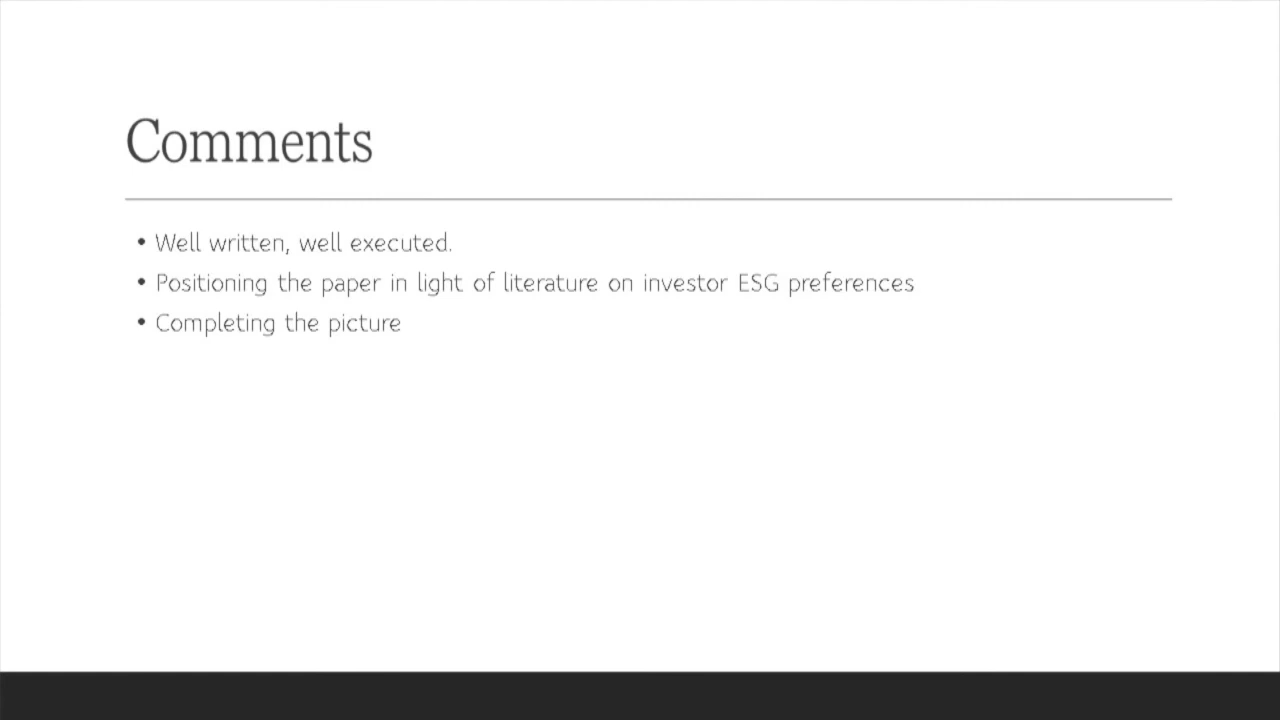 Comments
• Well written, well executed.
• Positioning the paper in light of literature on investor ESG preferences
• Completing the picture